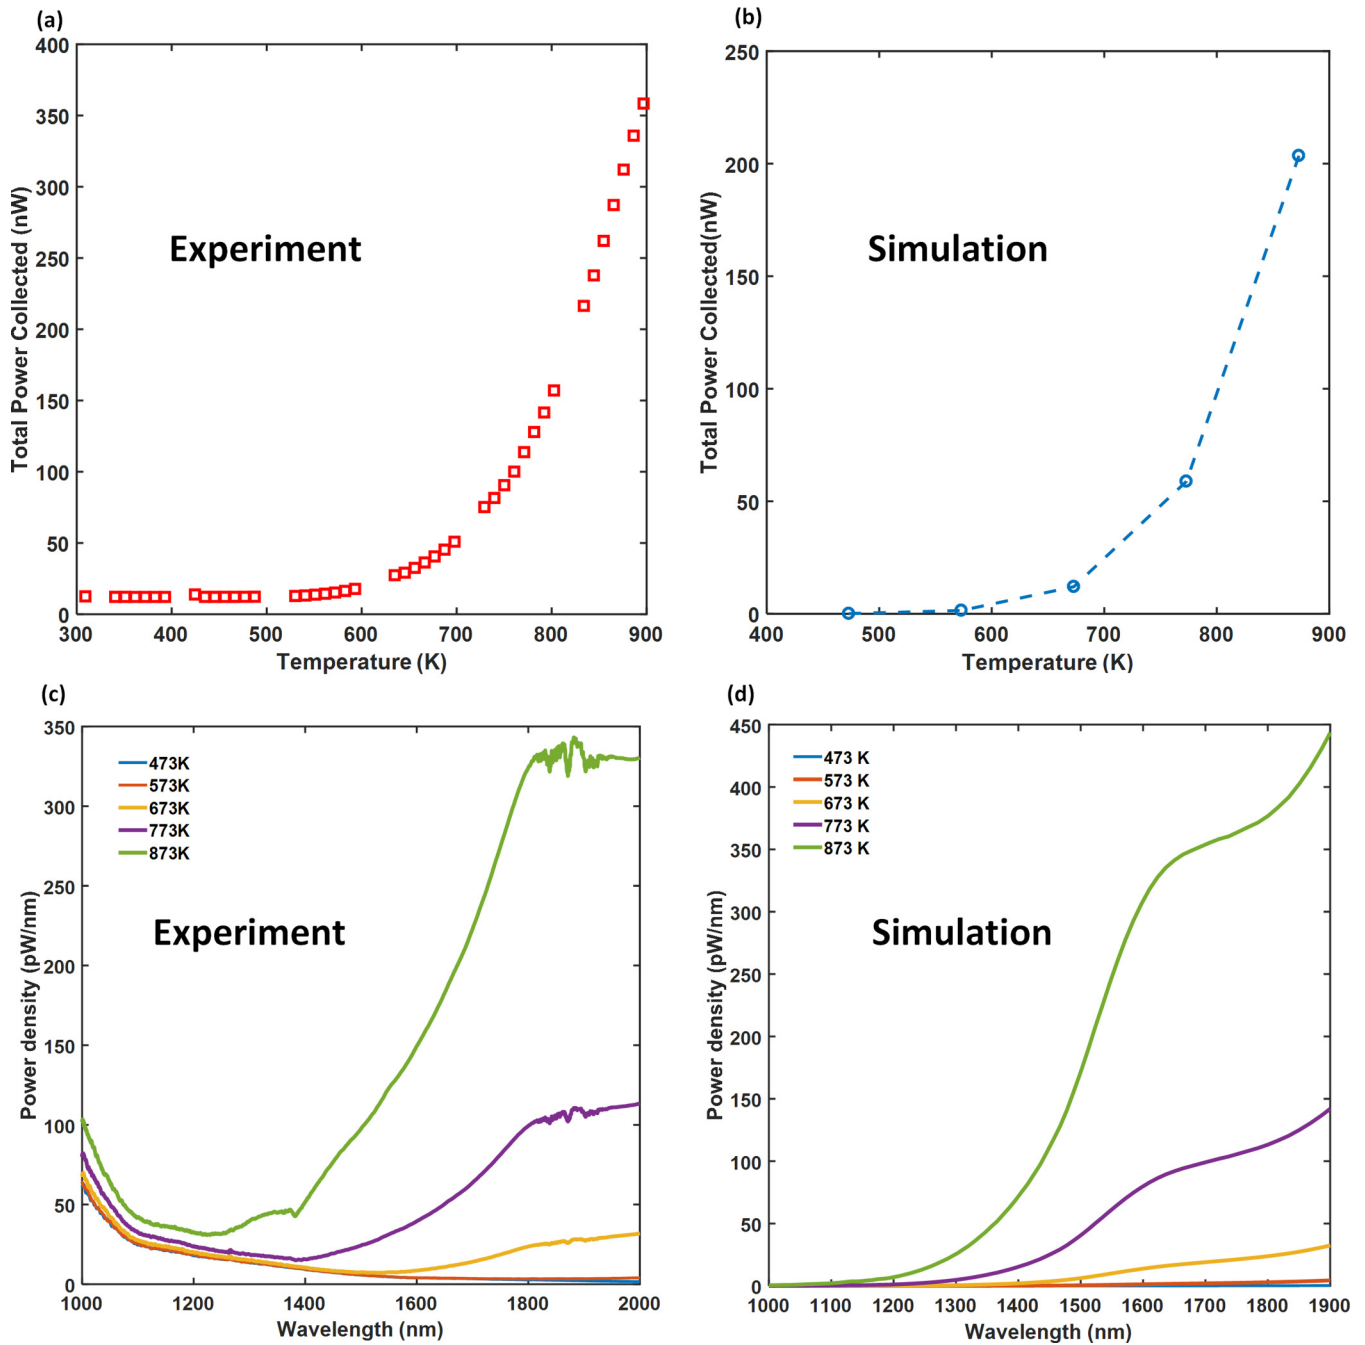 (a)
400
350
300
250
200
150
100
50
0
300 400 500 600 700 800 900
Total Power Collected (nW)
Temperature (K)
Experiment
(b)
250
200
150
100
50
0
400 500 600 700 800 900
Total Power Collected(nW)
Temperature (K)
Simulation
(c)
350
300
250
200
150
100
50
0
1000 1200 1400 1600 1800 2000
Power density (pW/nm)
Wavelength (nm)
473K
573K
673K
773K
873K
Experiment
(d)
450
400
350
300
250
200
150
100
50
0
1000 1100 1200 1300 1400 1500 1600 1700 1800 1900
Power density (pW/nm)
Wavelength (nm)
473 K
573 K
673 K
773 K
873 K
Simulation